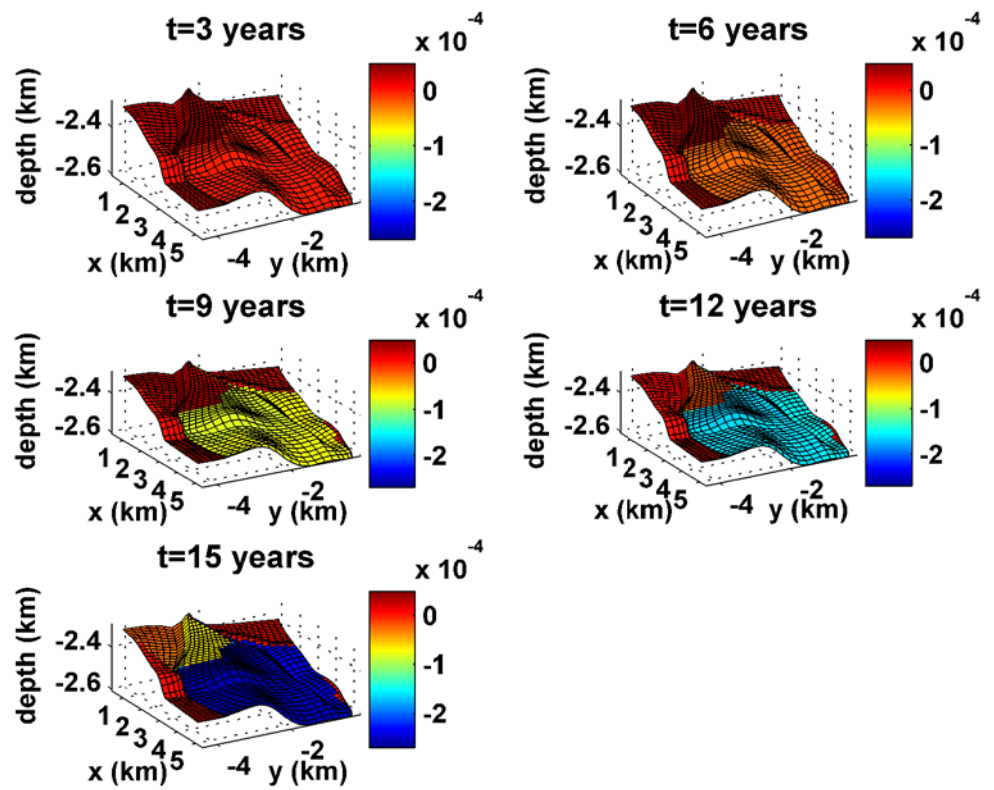 t=3 years
x 10^-4
depth (km)
-2.4
-2.6
1
2
3
4
5
x (km)
-4
-2
y (km)
0
-1
-2
t=6 years
x 10^-4
depth (km)
-2.4
-2.6
1
2
3
4
5
x (km)
-4
-2
y (km)
0
-1
-2
t=9 years
x 10^-4
depth (km)
-2.4
-2.6
1
2
3
4
5
x (km)
-4
-2
y (km)
0
-1
-2
t=12 years
x 10^-4
depth (km)
-2.4
-2.6
1
2
3
4
5
x (km)
-4
-2
y (km)
0
-1
-2
t=15 years
x 10^-4
depth (km)
-2.4
-2.6
1
2
3
4
5
x (km)
-4
-2
y (km)
0
-1
-2